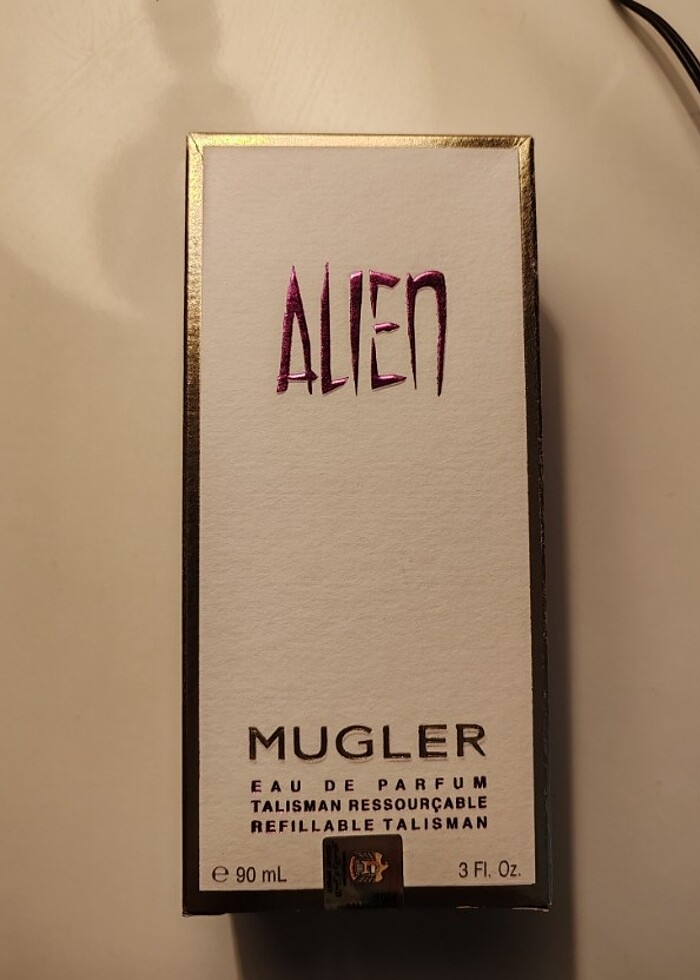 ALIEN
MUGLER
EAU DE PARFUM
TALISMAN RESSOURÇABLE
REFILLABLE TALISMAN
℮ 90 mL
3 Fl. Oz.